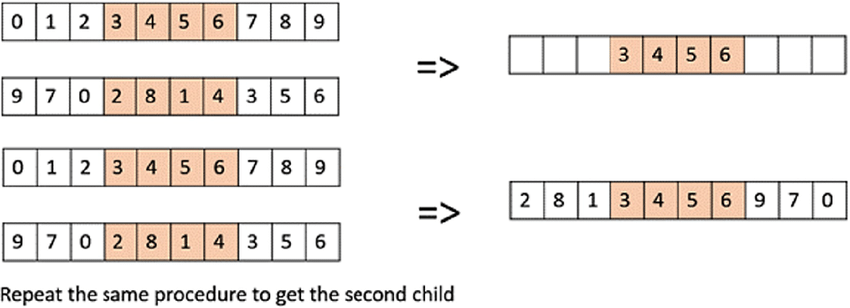 0 1 2 3 4 5 6 7 8 9
=> 3 4 5 6
9 7 0 2 8 1 4 3 5 6
0 1 2 3 4 5 6 7 8 9
=> 2 8 1 3 4 5 6 9 7 0
9 7 0 2 8 1 4 3 5 6
Repeat the same procedure to get the second child